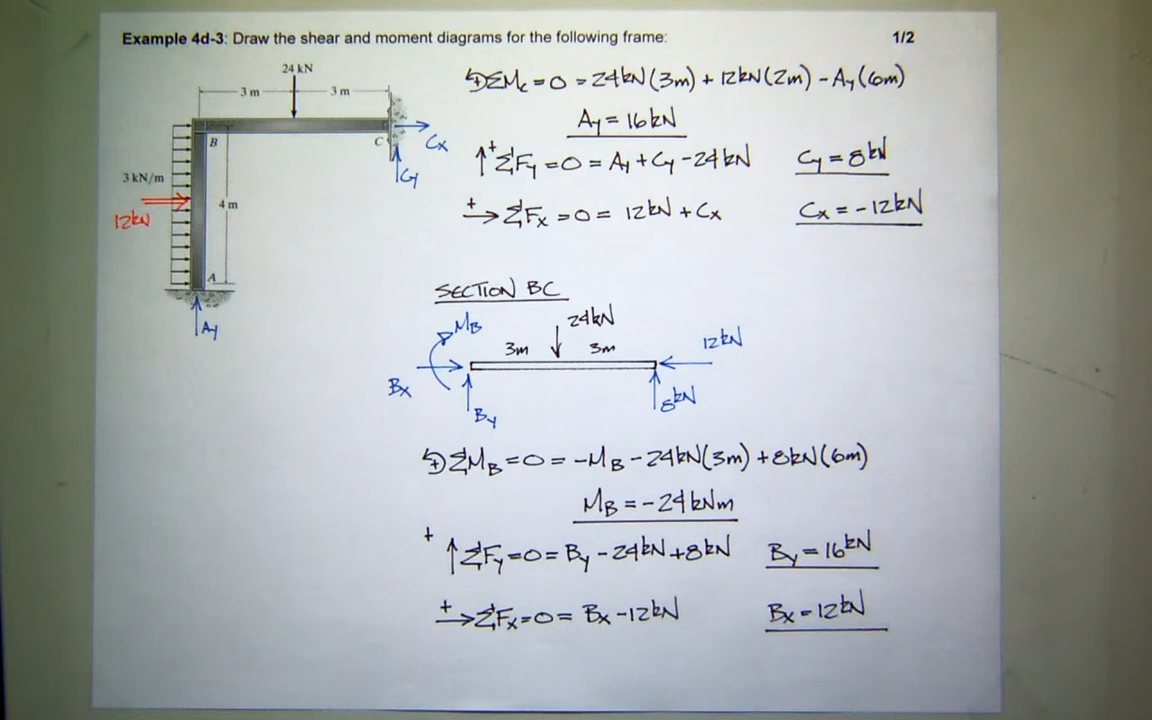 Example 4d-3: Draw the shear and moment diagrams for the following frame: 1/2
24 kN
3 m 3 m
B C Cx
Cy
3 kN/m
4 m
12kN
A
Ay
↺+ΣMc=0=24kN(3m)+12kN(2m)-Ay(6m)
Ay=16kN
↑+ΣFy=0=Ay+Cy-24kN Cy=8kN
+→ΣFx=0=12kN+Cx Cx=-12kN
SECTION BC
MB 24kN
3m 3m 12kN
Bx
By 8kN
↺+ΣMB=0=-MB-24kN(3m)+8kN(6m)
MB=-24kNm
+↑ΣFy=0=By-24kN+8kN By=16kN
+→ΣFx=0=Bx-12kN Bx=12kN